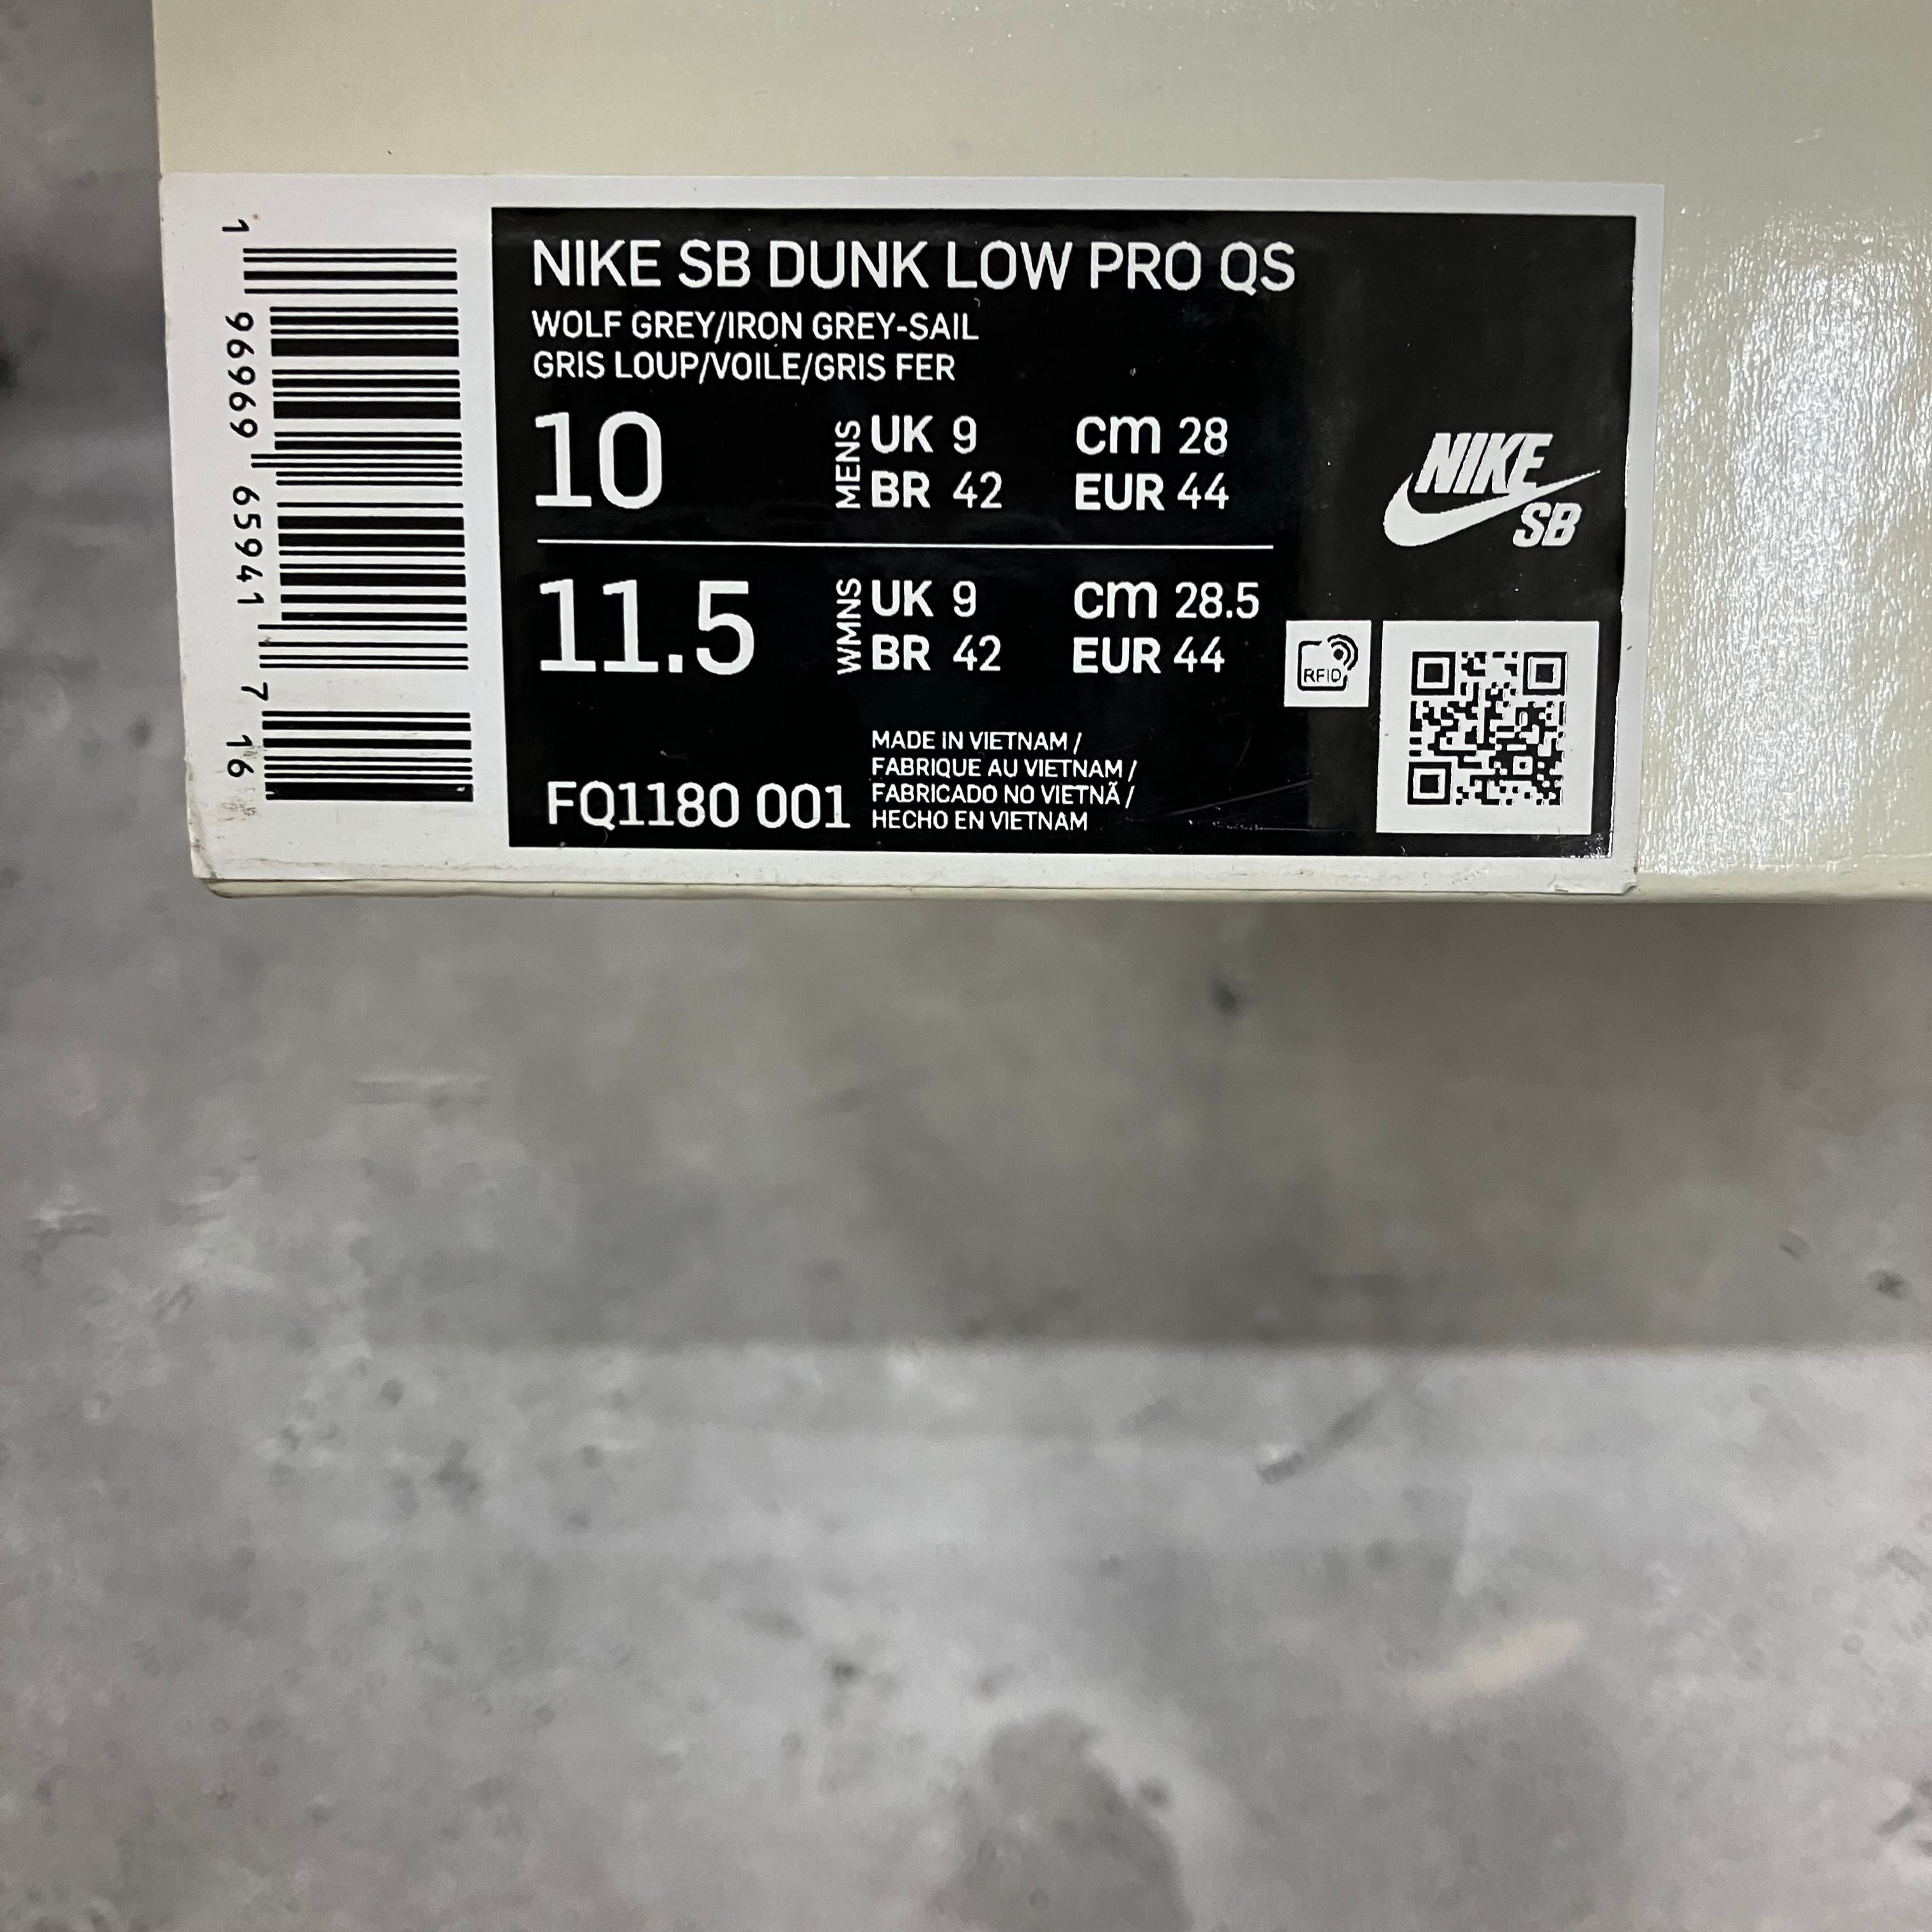 NIKE SB DUNK LOW PRO QS
WOLF GREY/IRON GREY-SAIL
GRIS LOUP/VOILE/GRIS FER
10 MENS UK 9 cm 28
BR 42 EUR 44
11.5 WMNS UK 9 cm 28.5
BR 42 EUR 44
MADE IN VIETNAM /
FABRIQUE AU VIETNAM /
FABRICADO NO VIETNÃ /
HECHO EN VIETNAM
FQ1180 001
NIKE
SB
RFID
1 96969 65941 7 16